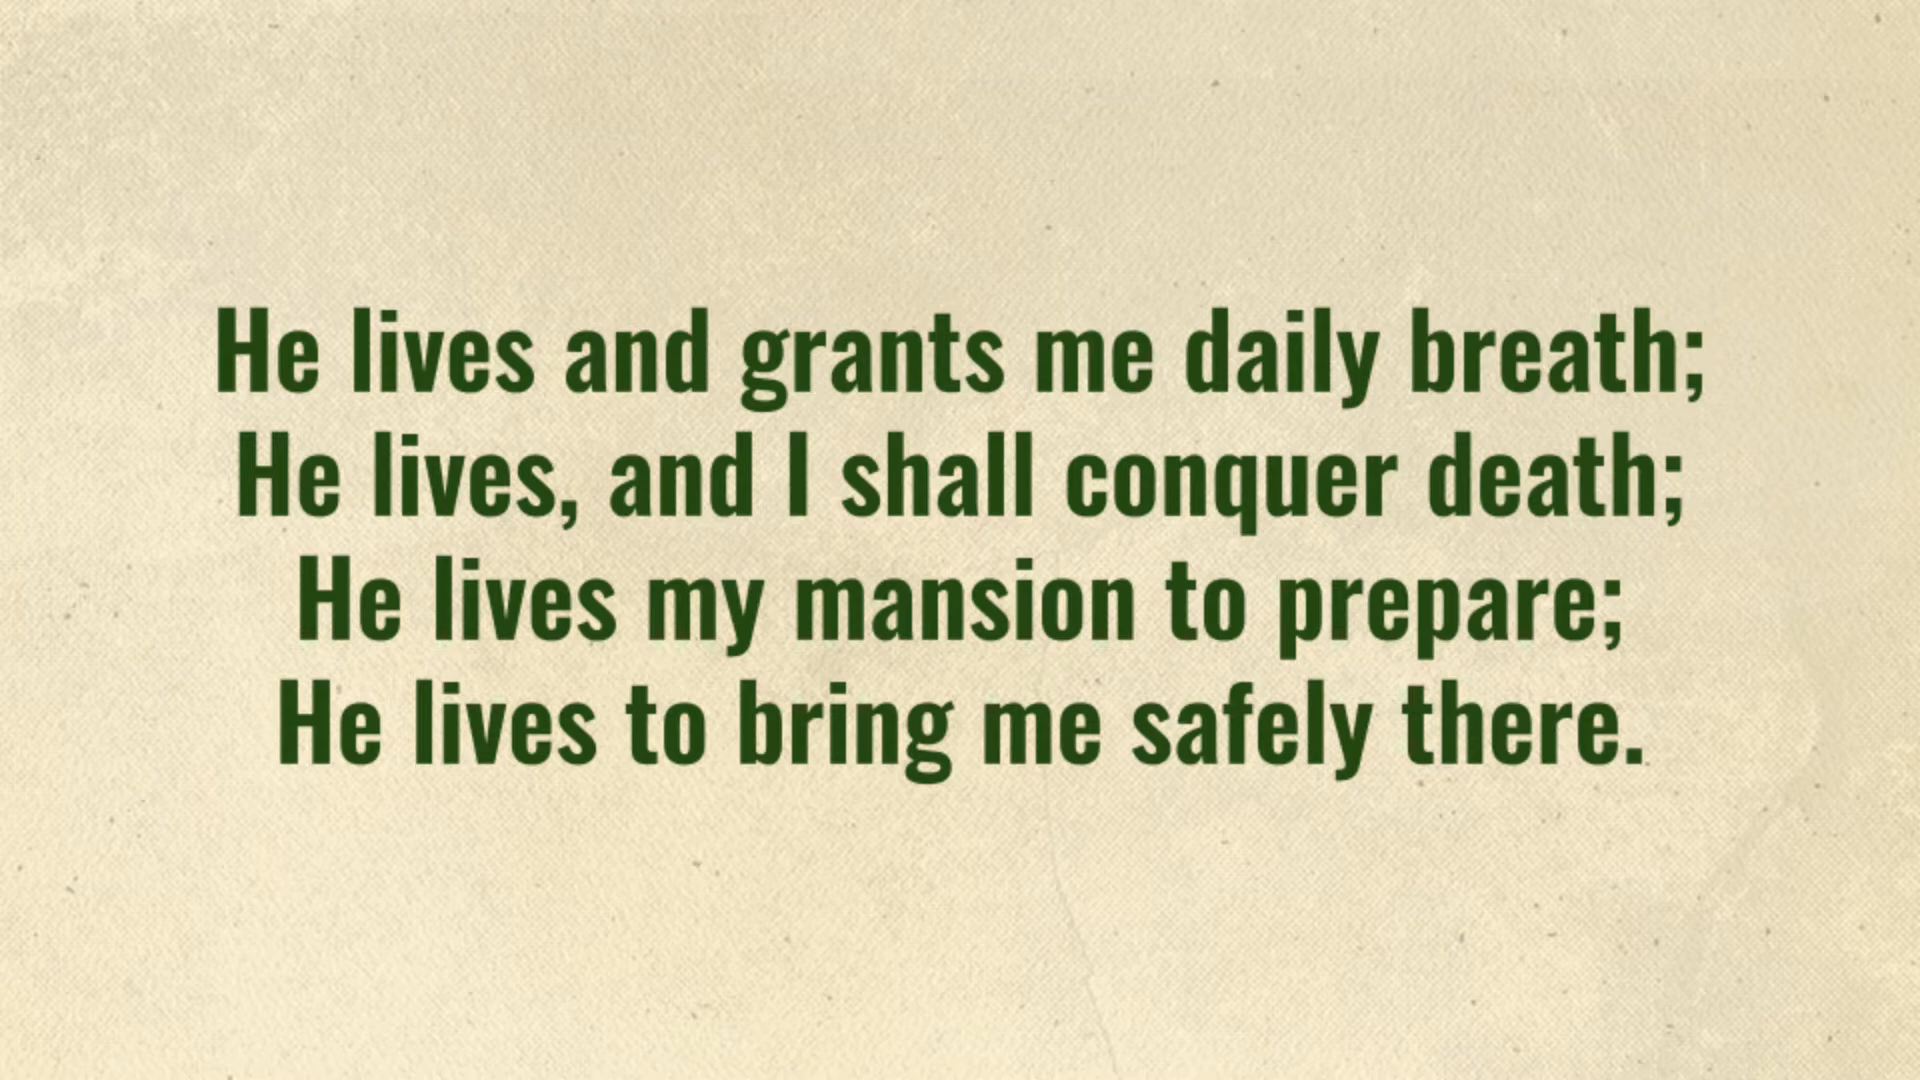 He lives and grants me daily breath;
He lives, and I shall conquer death;
He lives my mansion to prepare;
He lives to bring me safely there.